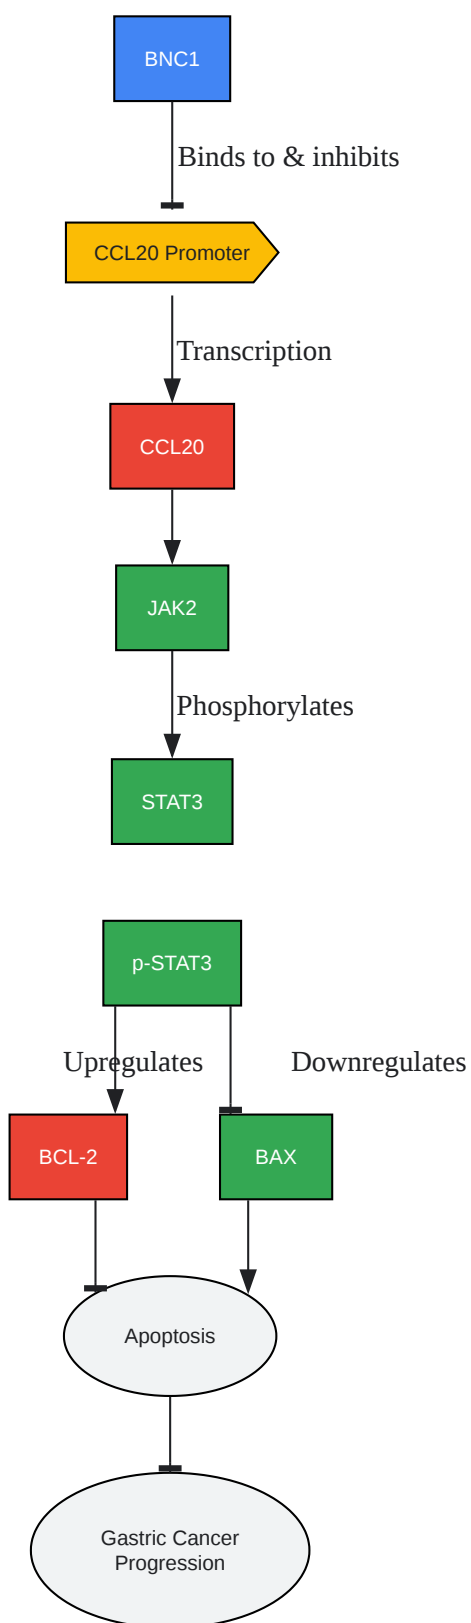 BNC1
Binds to & inhibits
CCL20 Promoter
Transcription
CCL20
JAK2
Phosphorylates
STAT3
p-STAT3
Upregulates
Downregulates
BCL-2
BAX
Apoptosis
Gastric Cancer
Progression